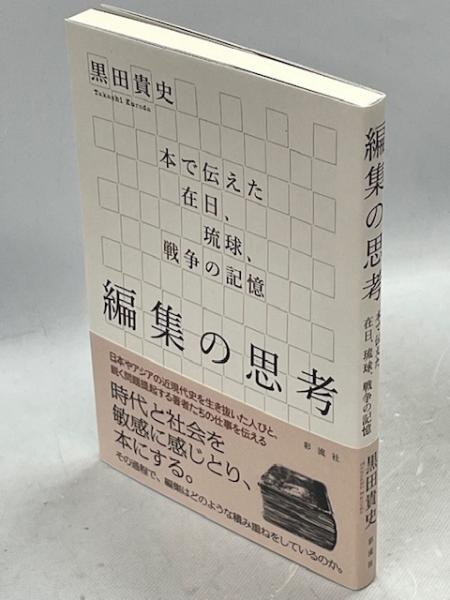 黒田貴史
Takashi Kuroda
本で伝えた
在日、
琉球、
戦争の記憶
編集の思考
彩流社
日本やアジアの近現代史を生き抜いた人びと、
鋭く問題提起する著者たちの仕事を伝える
時代と社会を
敏感に感じとり、
本にする。
その過程で、編集はどのような積み重ねをしているのか。
編集の思考
本で伝えた
在日、琉球、戦争の記憶
黒田貴史
Takashi Kuroda
彩流社